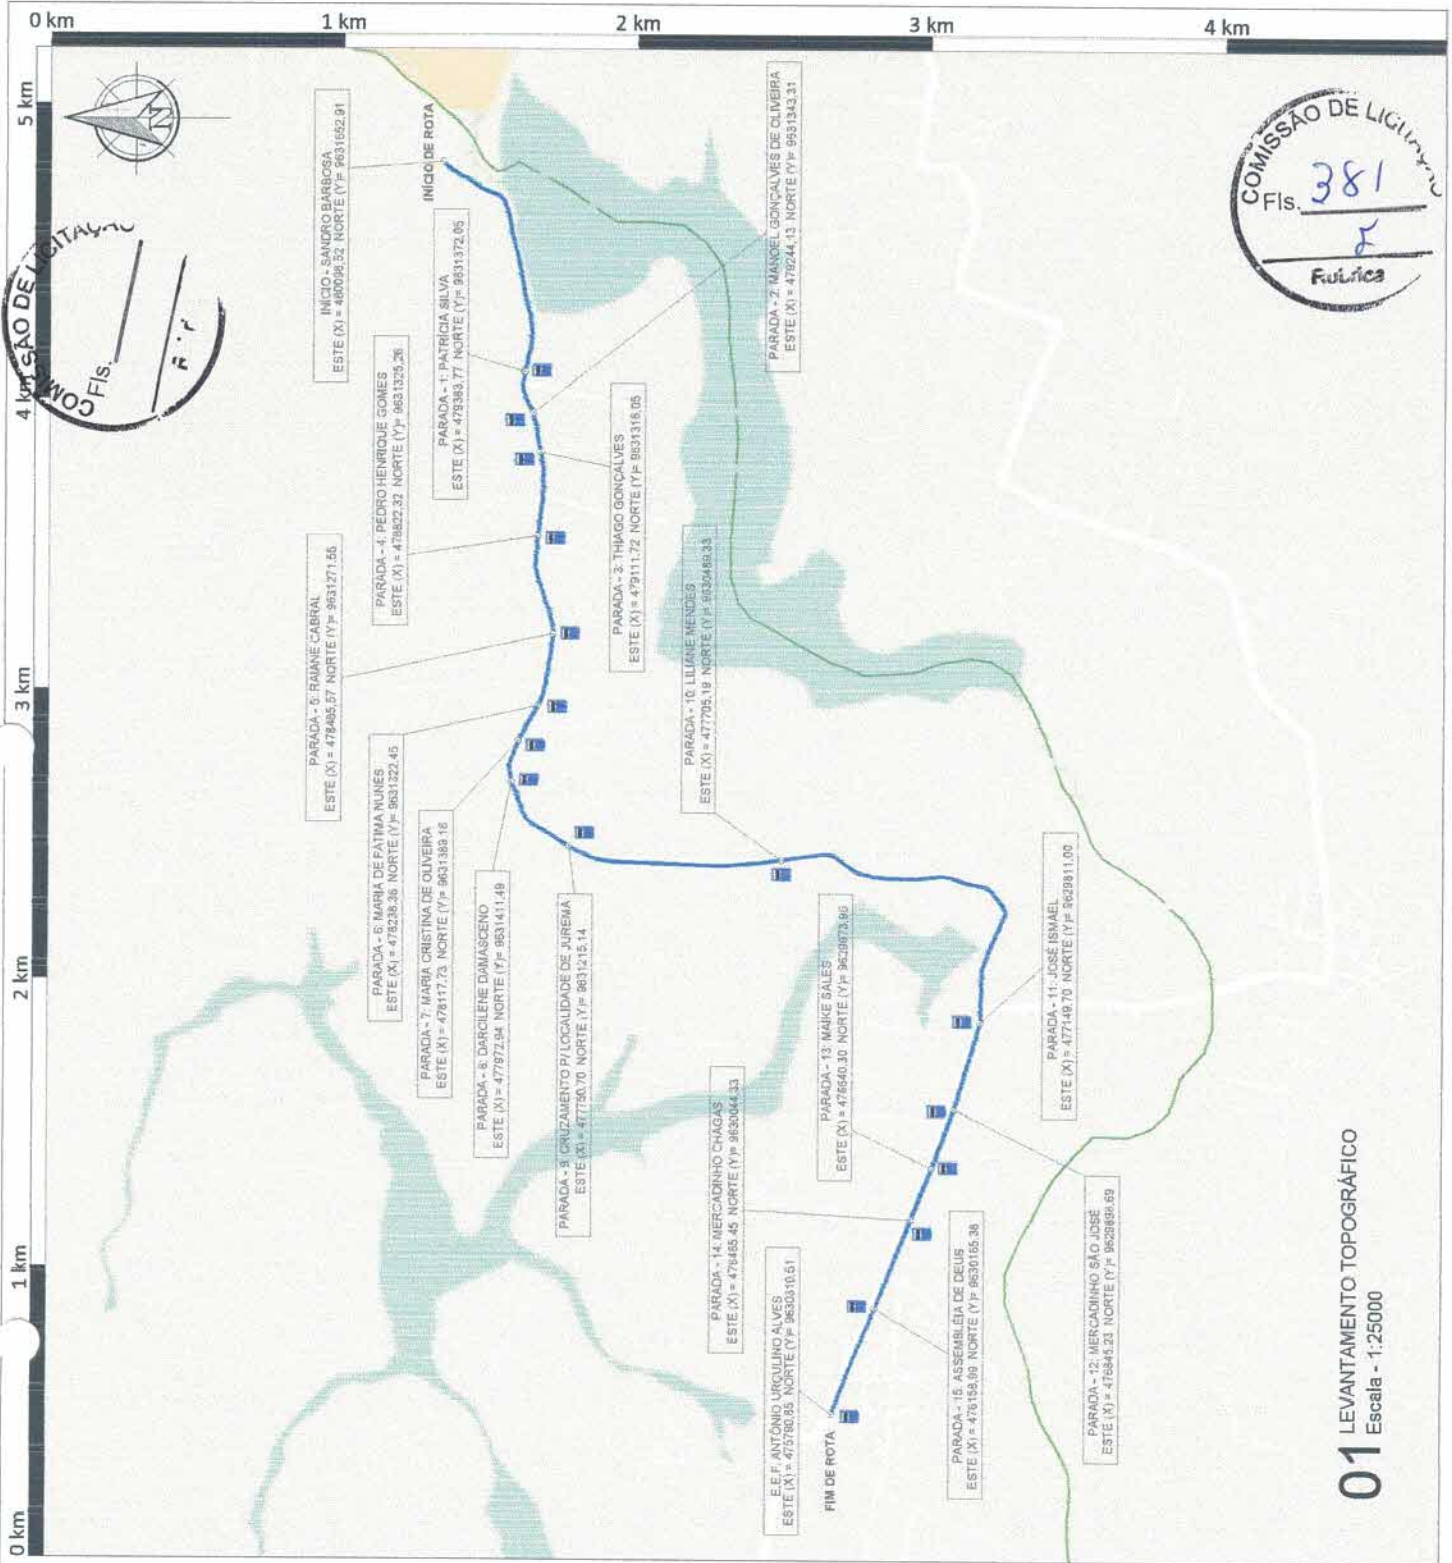 0 km
1 km
2 km
3 km
4 km
5 km
4 km
3 km
2 km
1 km
0 km
COMISSÃO DE LICITAÇÃO
Fls.
COMISSÃO DE
Fls. 381
Rubrica
N
INÍCIO - SANDRO BARBOSA
ESTE (X) = 480098,52 NORTE (Y)= 9631652,91
INÍCIO DE ROTA
PARADA - 1: PATRÍCIA SILVA
ESTE (X) = 479383,77 NORTE (Y)= 9631372,05
PARADA - 2: MANOEL GONÇALVES DE OLIVEIRA
ESTE (X) = 479244,13 NORTE (Y)= 9631343,31
PARADA - 3: THIAGO GONÇALVES
ESTE (X) = 479111,72 NORTE (Y)= 9631316,05
PARADA - 4: PEDRO HENRIQUE GOMES
ESTE (X) = 478822,32 NORTE (Y)= 9631325,26
PARADA - 5: RAIANE CABRAL
ESTE (X) = 478485,57 NORTE (Y)= 9631271,55
PARADA - 6: MARIA DE FÁTIMA NUNES
ESTE (X) = 478238,36 NORTE (Y)= 9631322,45
PARADA - 7: MARIA CRISTINA DE OLIVEIRA
ESTE (X) = 478117,73 NORTE (Y)= 9631389,16
PARADA - 8: DARCILENE DAMASCENO
ESTE (X) = 477972,94 NORTE (Y)= 9631411,49
PARADA - 9: CRUZAMENTO P/ LOCALIDADE DE JUREMA
ESTE (X) = 477750,70 NORTE (Y)= 9631215,14
PARADA - 10: LILIANE MENDES
ESTE (X) = 477705,19 NORTE (Y)= 9630489,33
PARADA - 11: JOSÉ ISMAEL
ESTE (X) = 477149,70 NORTE (Y)= 9629811,00
PARADA - 12: MERCADINHO SÃO JOSÉ
ESTE (X) = 476845,23 NORTE (Y)= 9629898,69
PARADA - 13: MAIKE SALES
ESTE (X) = 476640,30 NORTE (Y)= 9629973,96
PARADA - 14: MERCADINHO CHAGAS
ESTE (X) = 476465,45 NORTE (Y)= 9630044,33
PARADA - 15: ASSEMBLÉIA DE DEUS
ESTE (X) = 476158,99 NORTE (Y)= 9630165,38
E.E.F. ANTÔNIO URCULINO ALVES
ESTE (X) = 475780,85 NORTE (Y)= 9630310,51
FIM DE ROTA
01 LEVANTAMENTO TOPOGRÁFICO
Escala - 1:25000